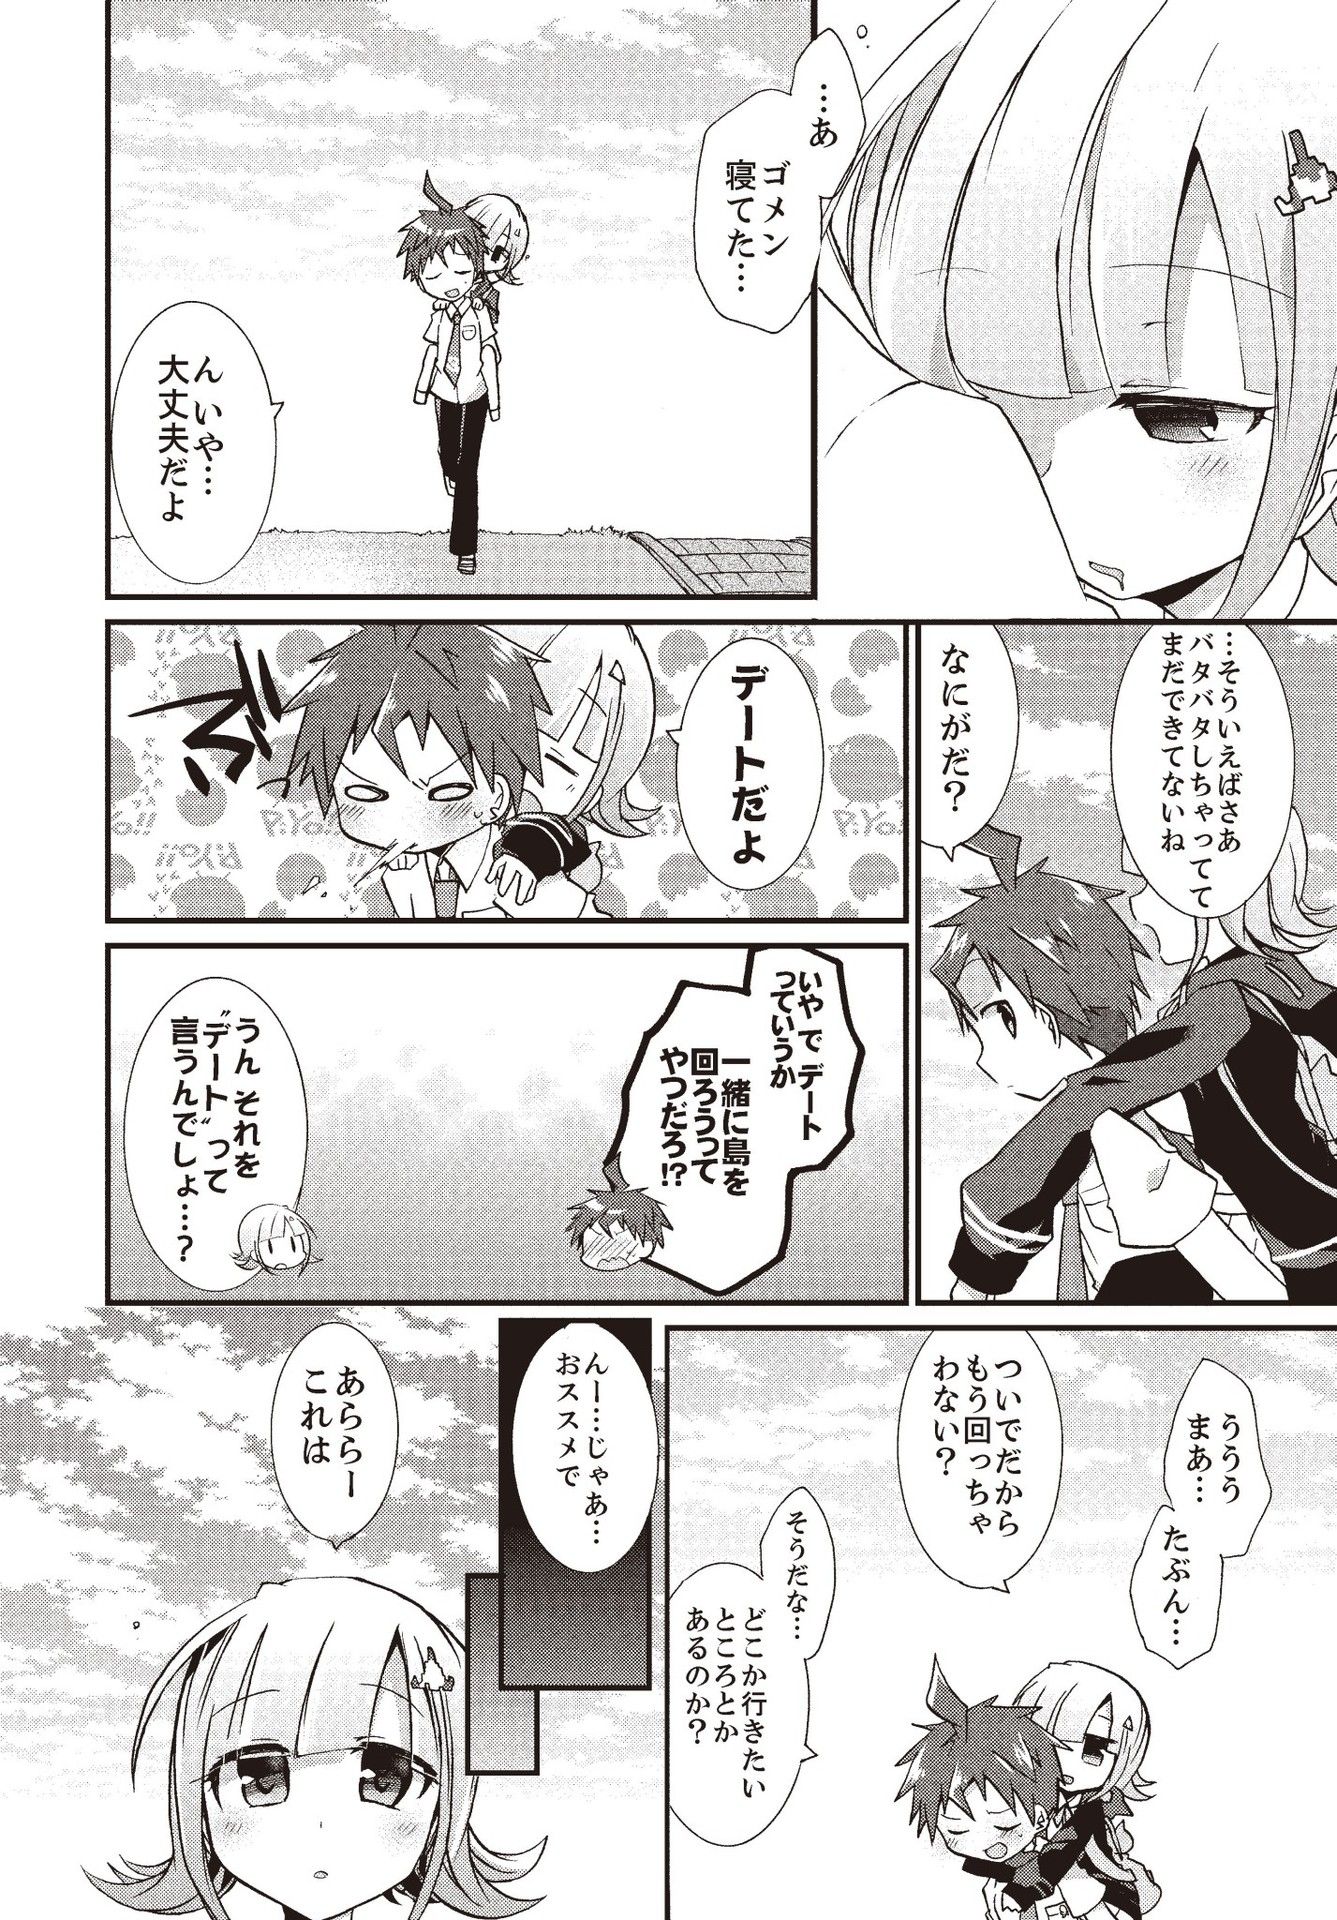 …あ
ゴメン
寝てた…
ん いや…
大丈夫だよ
…そういえばさあ
バタバタしちゃってて
まだできてないね
なにがだ？
デートだよ
ぶっ
Piyo!!
Piyo!!
Piyo!!
Piyo!!
いや で デート
っていうか
一緒に島を
回ろうって
やつだろ!?
うん それを
〝デート〟って
言うんでしょ…？
ううう
まぁ…
たぶん…
ついでだから
もう回っちゃ
わない？
そうだな…
どこか行きたい
ところとか
あるのか？
んー…じゃあ…
おススメで
あららー
これは